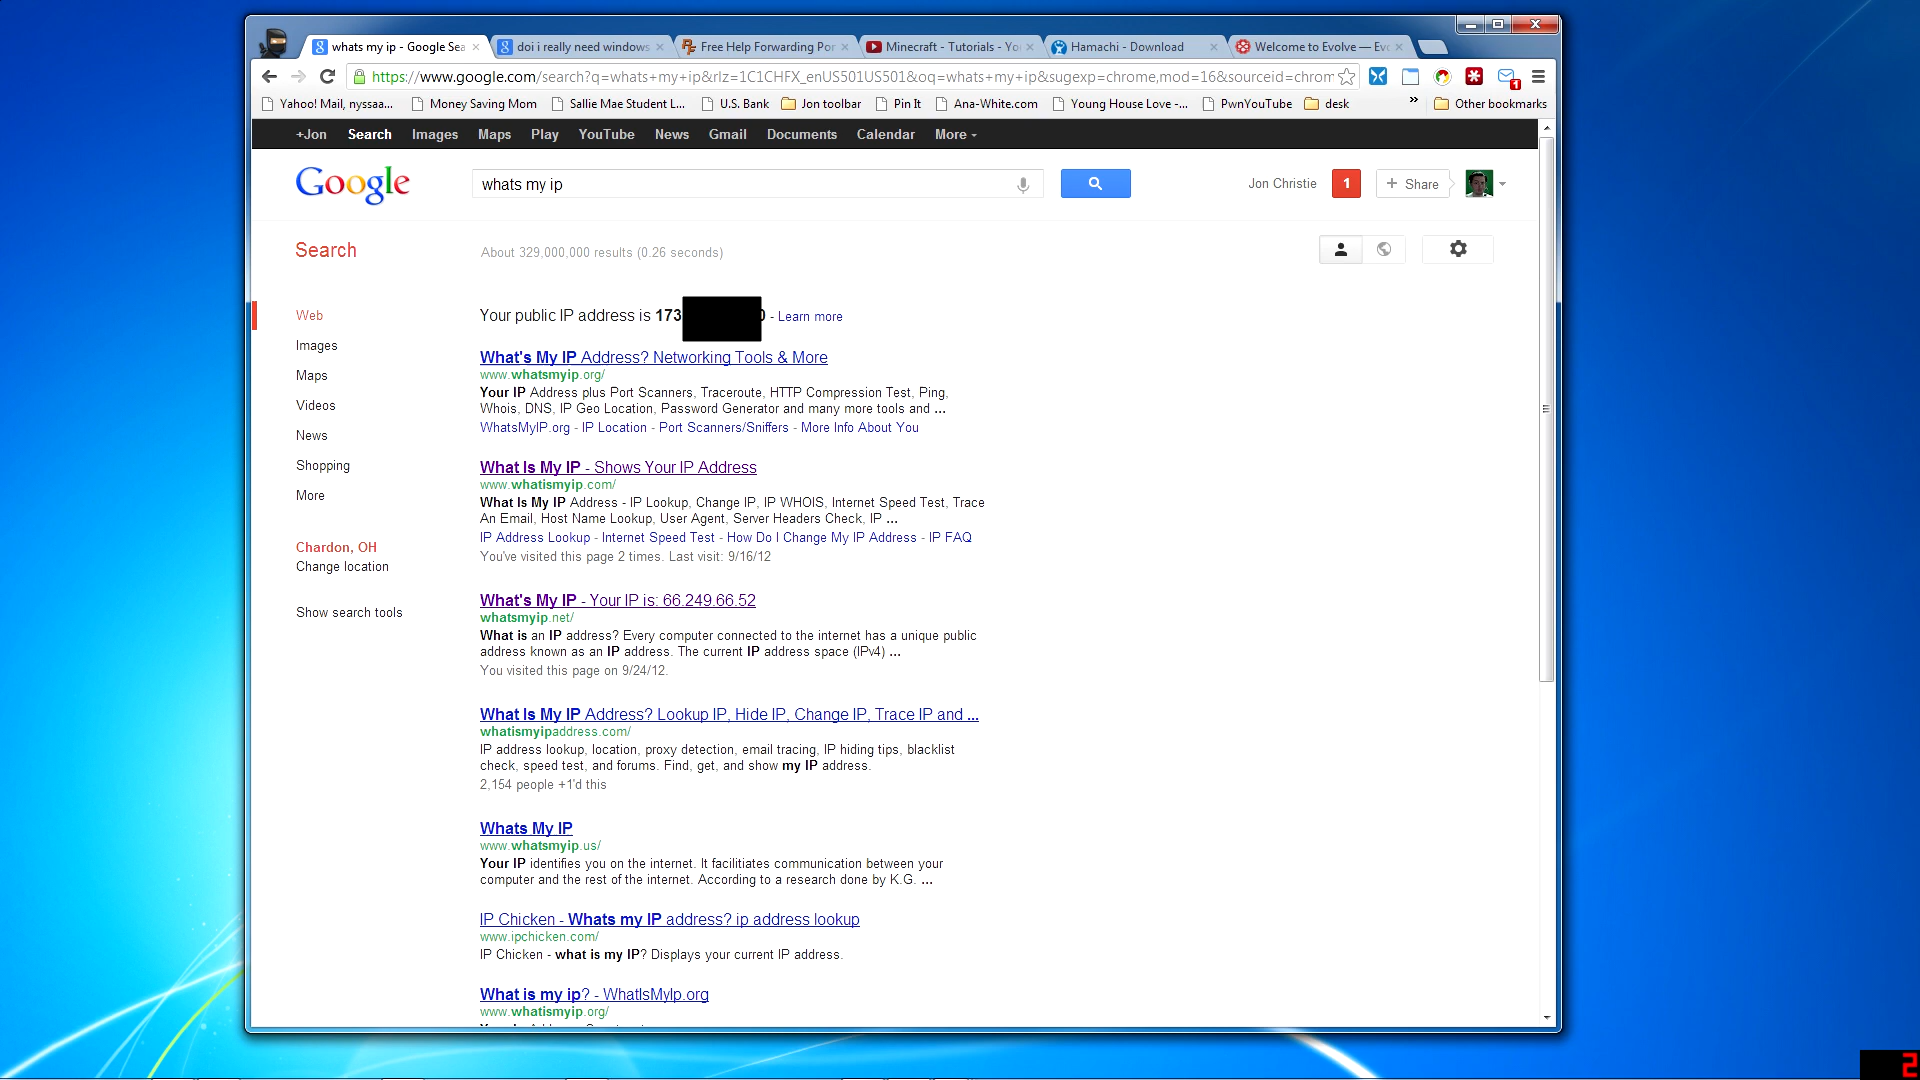 whats my ip - Google Sea
doi i really need windows
Free Help Forwarding Por
Minecraft - Tutorials - Yo
Hamachi - Download
Welcome to Evolve — Evo
https://www.google.com/search?q=whats+my+ip&rlz=1C1CHFX_enUS501US501&oq=whats+my+ip&sugexp=chrome,mod=16&sourceid=chrom
1
Yahoo! Mail, nyssaa...
Money Saving Mom
Sallie Mae Student L...
U.S. Bank
Jon toolbar
Pin It
Ana-White.com
Young House Love -...
PwnYouTube
desk
»
Other bookmarks
+Jon Search Images Maps Play YouTube News Gmail Documents Calendar More
Google
whats my ip
Jon Christie
1
+ Share
Search
About 329,000,000 results (0.26 seconds)
Web
Images
Maps
Videos
News
Shopping
More
Chardon, OH
Change location
Show search tools
Your public IP address is 173 0 - Learn more
What's My IP Address? Networking Tools & More
www.whatsmyip.org/
Your IP Address plus Port Scanners, Traceroute, HTTP Compression Test, Ping,
Whois, DNS, IP Geo Location, Password Generator and many more tools and ...
WhatsMyIP.org - IP Location - Port Scanners/Sniffers - More Info About You
What Is My IP - Shows Your IP Address
www.whatismyip.com/
What Is My IP Address - IP Lookup, Change IP, IP WHOIS, Internet Speed Test, Trace
An Email, Host Name Lookup, User Agent, Server Headers Check, IP ...
IP Address Lookup - Internet Speed Test - How Do I Change My IP Address - IP FAQ
You've visited this page 2 times. Last visit: 9/16/12
What's My IP - Your IP is: 66.249.66.52
whatsmyip.net/
What is an IP address? Every computer connected to the internet has a unique public
address known as an IP address. The current IP address space (IPv4) ...
You visited this page on 9/24/12.
What Is My IP Address? Lookup IP, Hide IP, Change IP, Trace IP and ...
whatismyipaddress.com/
IP address lookup, location, proxy detection, email tracing, IP hiding tips, blacklist
check, speed test, and forums. Find, get, and show my IP address.
2,154 people +1'd this
Whats My IP
www.whatsmyip.us/
Your IP identifies you on the internet. It facilitiates communication between your
computer and the rest of the internet. According to a research done by K.G. ...
IP Chicken - Whats my IP address? ip address lookup
www.ipchicken.com/
IP Chicken - what is my IP? Displays your current IP address.
What is my ip? - WhatIsMyIp.org
www.whatismyip.org/
2